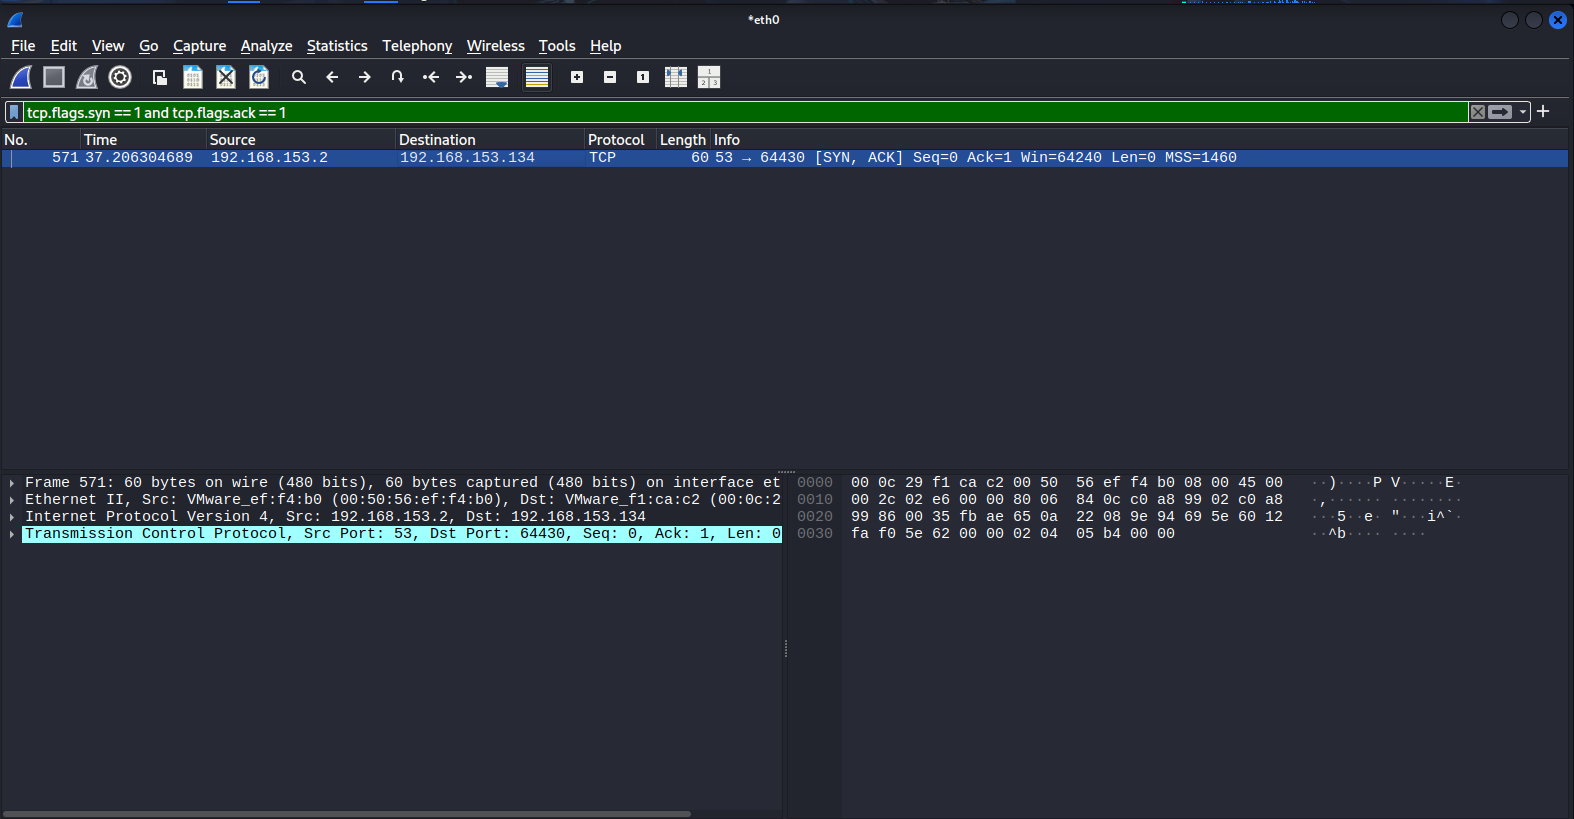 *eth0
File Edit View Go Capture Analyze Statistics Telephony Wireless Tools Help
tcp.flags.syn == 1 and tcp.flags.ack == 1
No. Time Source Destination Protocol Length Info
571 37.206304689 192.168.153.2 192.168.153.134 TCP 60 53 → 64430 [SYN, ACK] Seq=0 Ack=1 Win=64240 Len=0 MSS=1460
Frame 571: 60 bytes on wire (480 bits), 60 bytes captured (480 bits) on interface et
Ethernet II, Src: VMware_ef:f4:b0 (00:50:56:ef:f4:b0), Dst: VMware_f1:ca:c2 (00:0c:2
Internet Protocol Version 4, Src: 192.168.153.2, Dst: 192.168.153.134
Transmission Control Protocol, Src Port: 53, Dst Port: 64430, Seq: 0, Ack: 1, Len: 0
0000 00 0c 29 f1 ca c2 00 50 56 ef f4 b0 08 00 45 00 ··)····P V·····E·
0010 00 2c 02 e6 00 00 80 06 84 0c c0 a8 99 02 c0 a8 ·,······ ········
0020 99 86 00 35 fb ae 65 0a 22 08 9e 94 69 5e 60 12 ···5··e· "···i^`·
0030 fa f0 5e 62 00 00 02 04 05 b4 00 00 ··^b···· ····